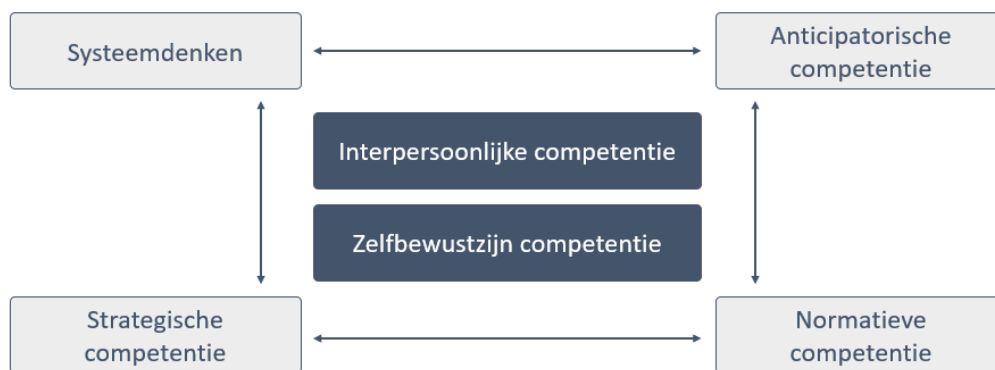 Systeemdenken
Anticipatorische
competentie
Interpersoonlijke competentie
Zelfbewustzijn competentie
Strategische
competentie
Normatieve
competentie